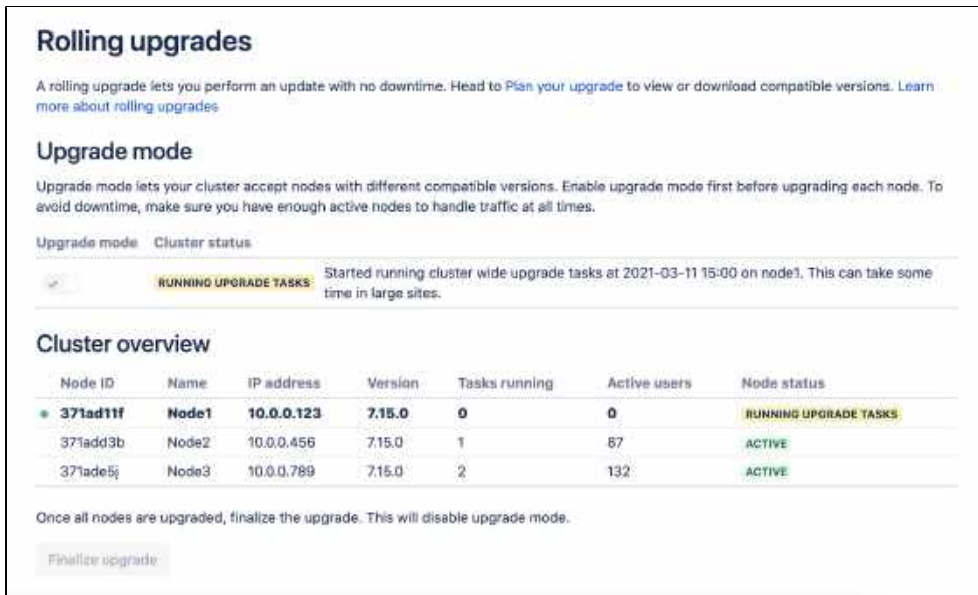 Rolling upgrades
A rolling upgrade lets you perform an update with no downtime. Head to Plan your upgrade to view or download compatible versions. Learn
more about rolling upgrades
Upgrade mode
Upgrade mode lets your cluster accept nodes with different compatible versions. Enable upgrade mode first before upgrading each node. To
avoid downtime, make sure you have enough active nodes to handle traffic at all times.
Upgrade mode Cluster status
RUNNING UPGRADE TASKS Started running cluster wide upgrade tasks at 2021-03-11 15:00 on node1. This can take some
time in large sites.
Cluster overview
Node ID Name IP address Version Tasks running Active users Node status
371ad11f Node1 10.0.0.123 7.15.0 0 0 RUNNING UPGRADE TASKS
371add3b Node2 10.0.0.456 7.15.0 1 87 ACTIVE
371ade5j Node3 10.0.0.789 7.15.0 2 132 ACTIVE
Once all nodes are upgraded, finalize the upgrade. This will disable upgrade mode.
Finalize upgrade